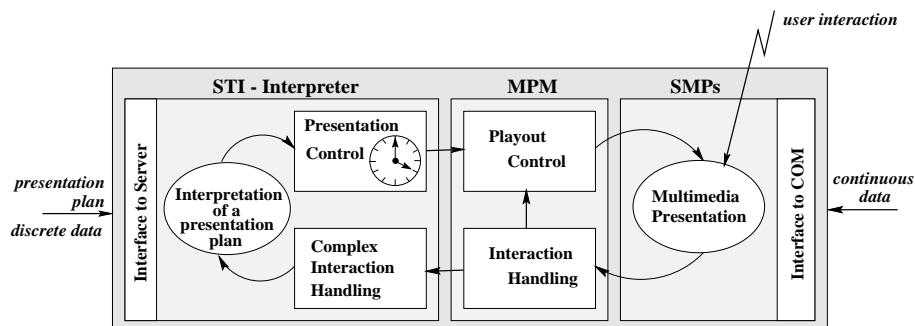 user interaction
STI - Interpreter
MPM
SMPs
presentation
plan
discrete data
Interface to Server
Interpretation
of a
presentation
plan
Presentation
Control
Complex
Interaction
Handling
Playout
Control
Interaction
Handling
Multimedia
Presentation
Interface to COM
continuous
data